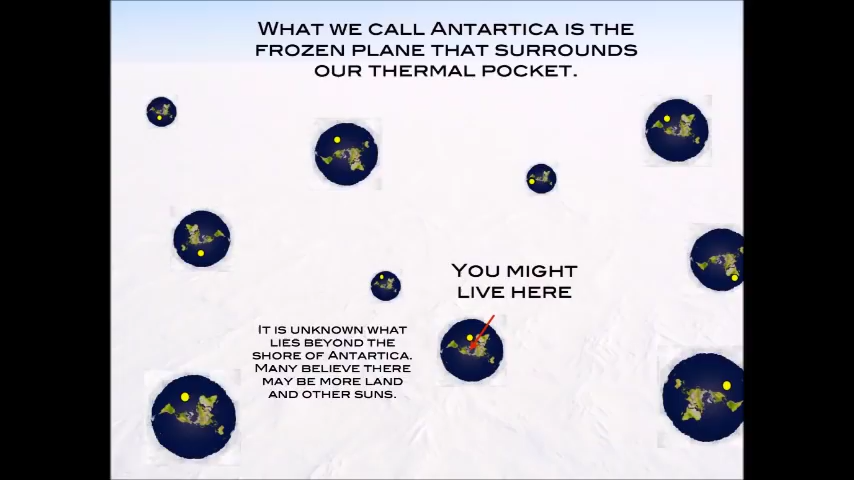 What we call Antartica is the
frozen plane that surrounds
our thermal pocket.
You might
live here
It is unknown what
lies beyond the
shore of Antartica.
Many believe there
may be more land
and other suns.